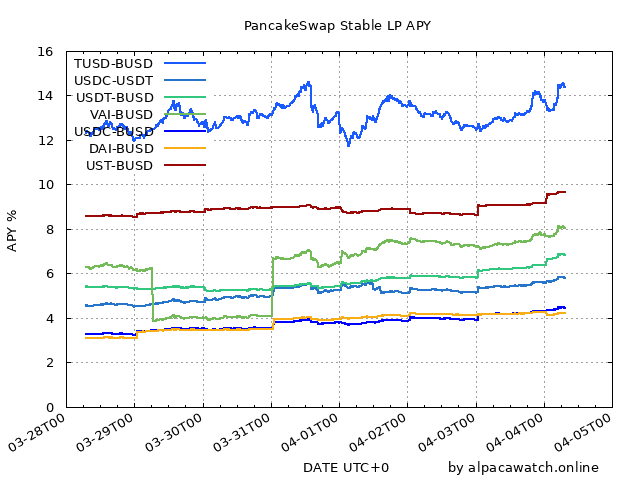 PancakeSwap Stable LP APY
16
14
12
10
8
6
4
2
0
APY %
TUSD-BUSD
USDC-USDT
USDT-BUSD
VAI-BUSD
USDC-BUSD
DAI-BUSD
UST-BUSD
03-28T00
03-29T00
03-30T00
03-31T00
04-01T00
04-02T00
04-03T00
04-04T00
04-05T00
DATE UTC+0
by alpacawatch.online